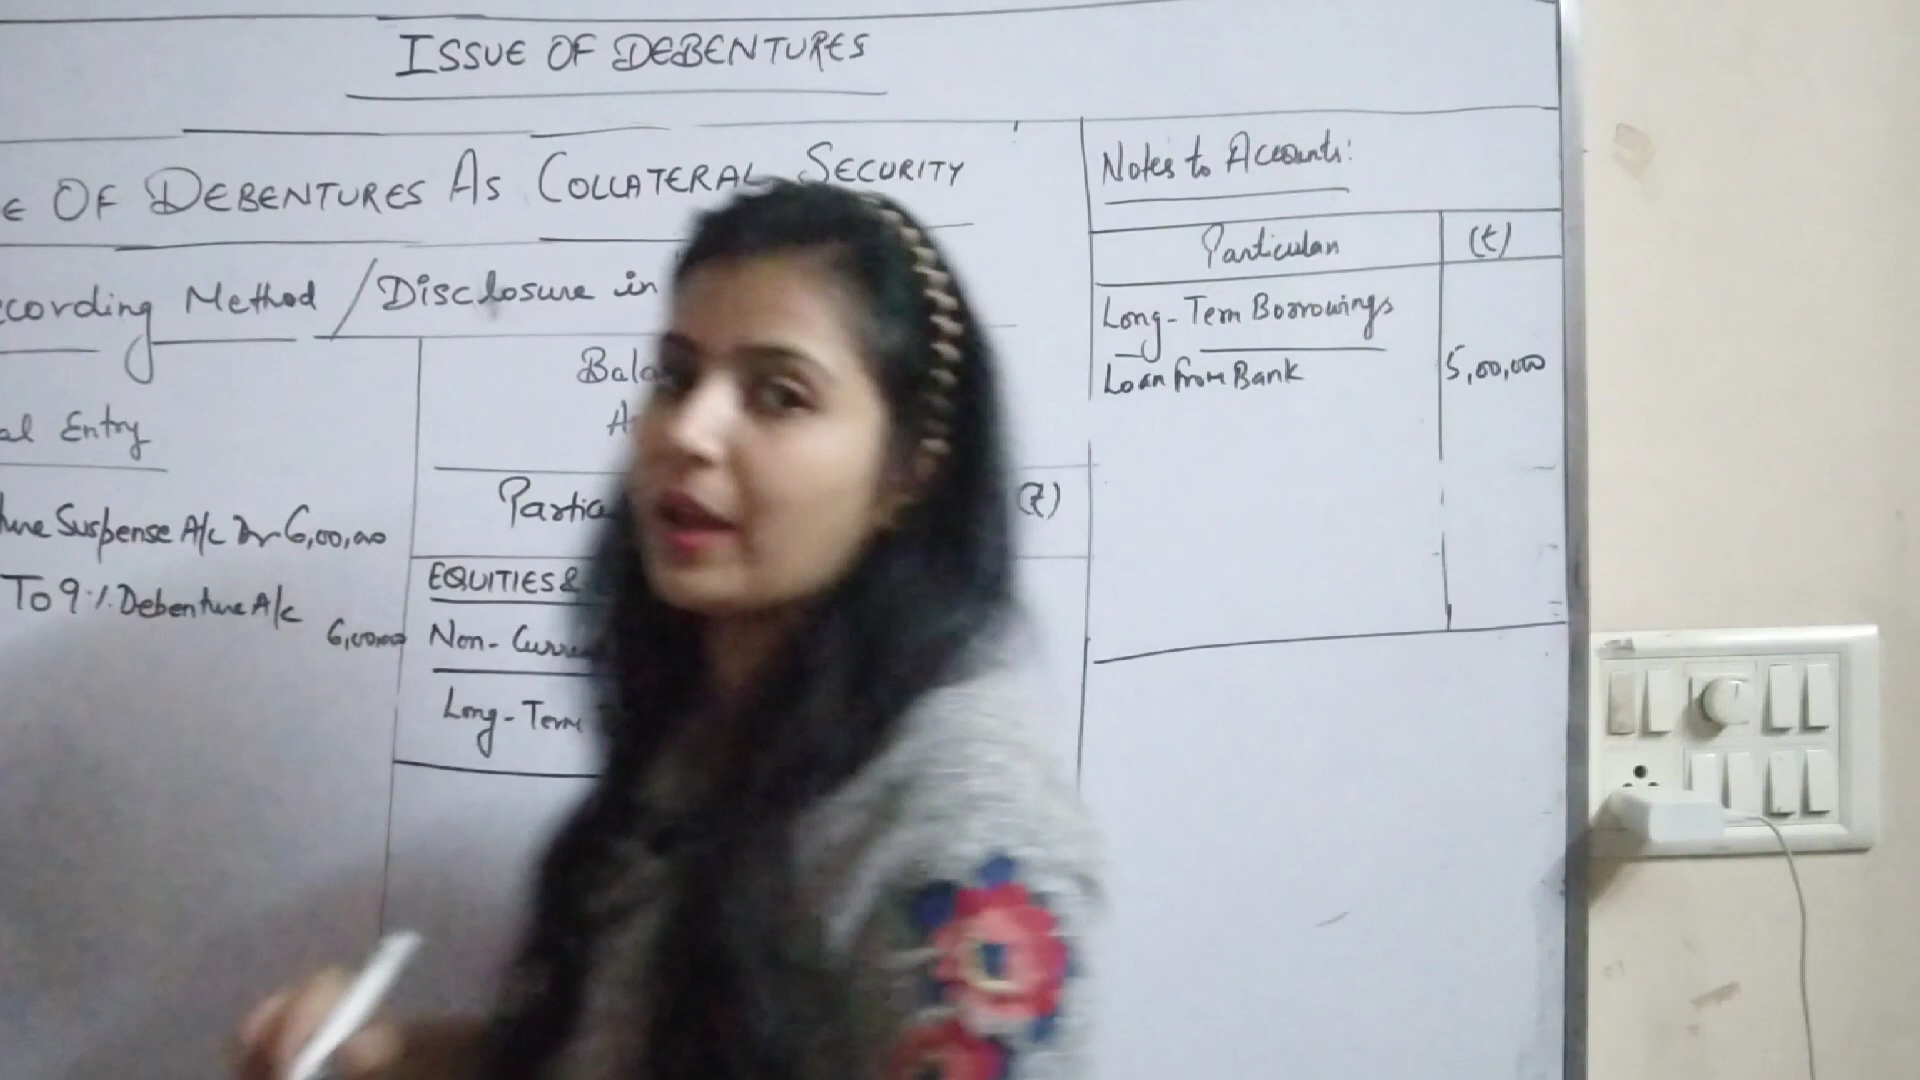 ISSUE OF DEBENTURES
E OF DEBENTURES AS COLLATERAL SECURITY
cording Method / Disclosure in
al Entry
ture Suspense A/c Dr 6,00,000
To 9% Debenture A/c
6,00,000
Bala
A
Partic
(₹)
EQUITIES &
Non-Curre
Long-Term
Notes to Accounts:
Particulars
(₹)
Long-Term Borrowings
Loan from Bank
5,00,000